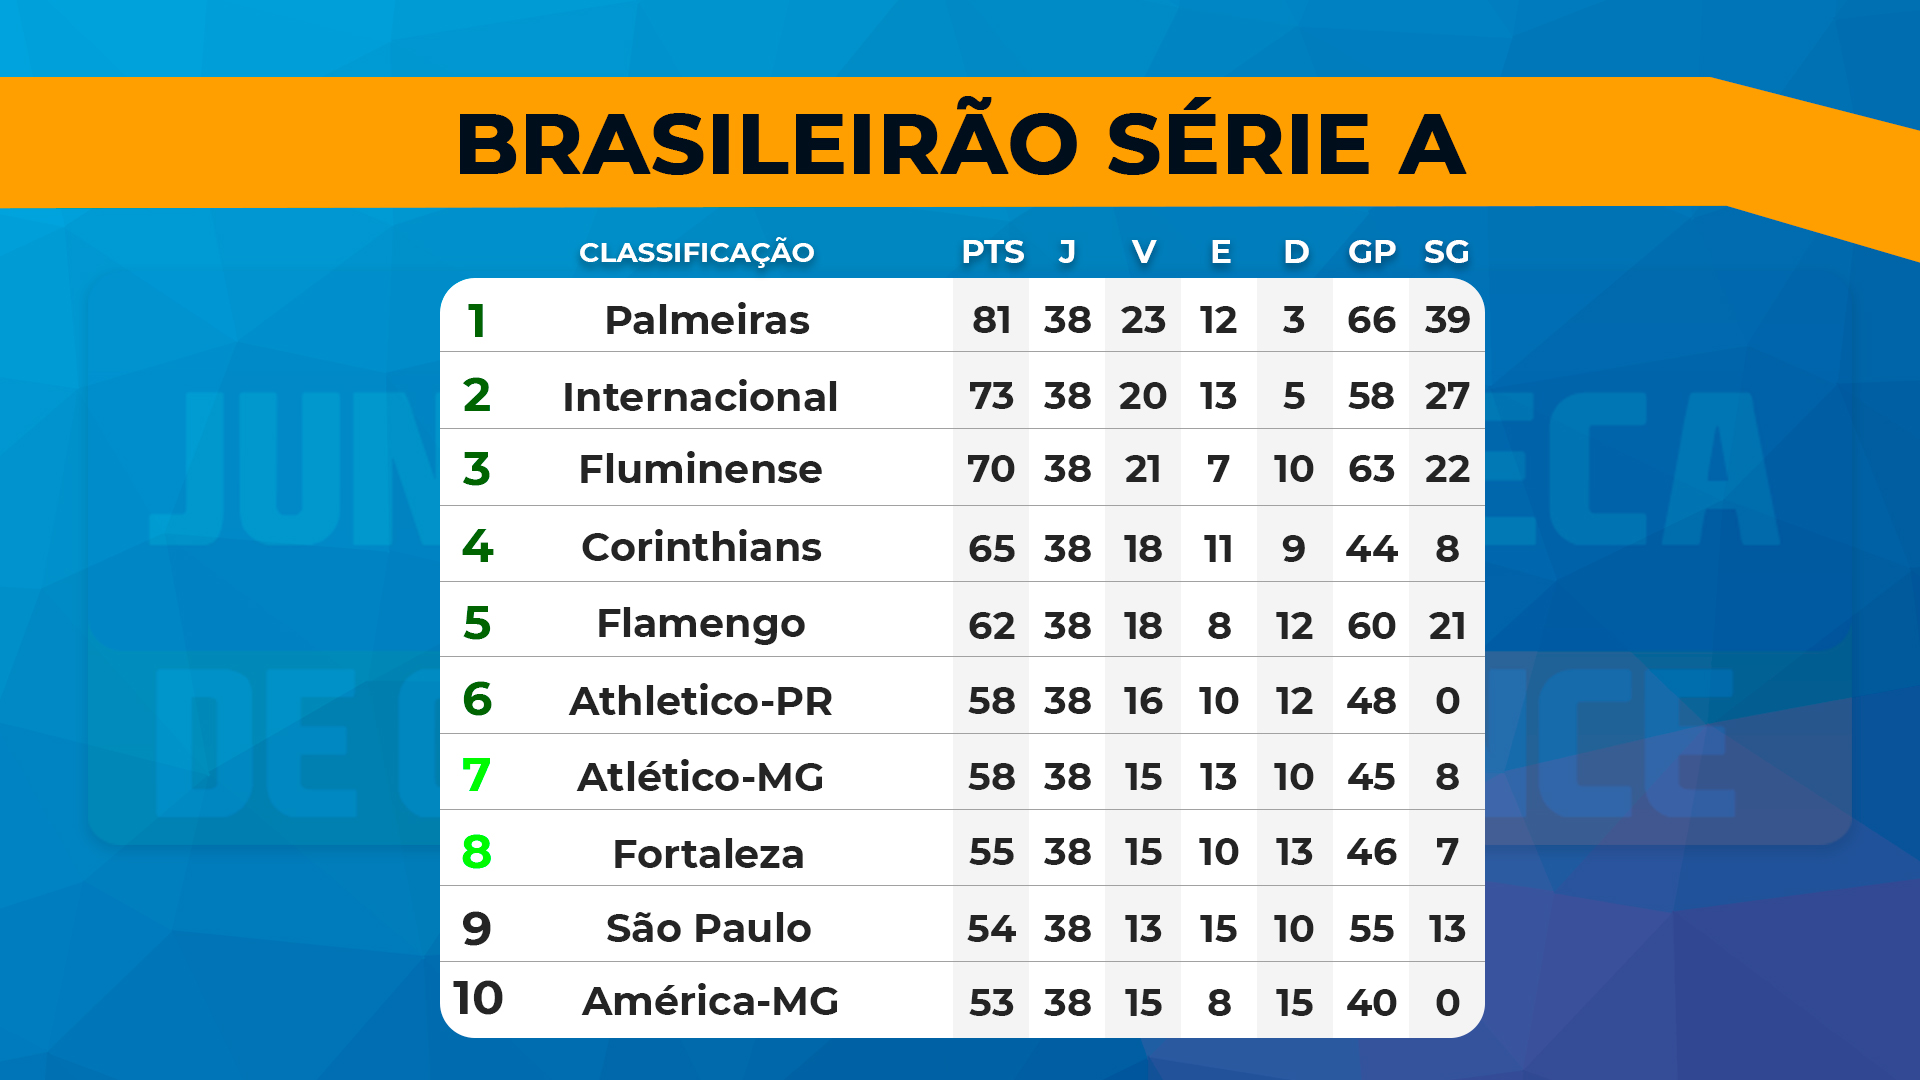 BRASILEIRÃO SÉRIE A
CLASSIFICAÇÃO PTS J V E D GP SG
1 Palmeiras 81 38 23 12 3 66 39
2 Internacional 73 38 20 13 5 58 27
3 Fluminense 70 38 21 7 10 63 22
4 Corinthians 65 38 18 11 9 44 8
5 Flamengo 62 38 18 8 12 60 21
6 Athletico-PR 58 38 16 10 12 48 0
7 Atlético-MG 58 38 15 13 10 45 8
8 Fortaleza 55 38 15 10 13 46 7
9 São Paulo 54 38 13 15 10 55 13
10 América-MG 53 38 15 8 15 40 0